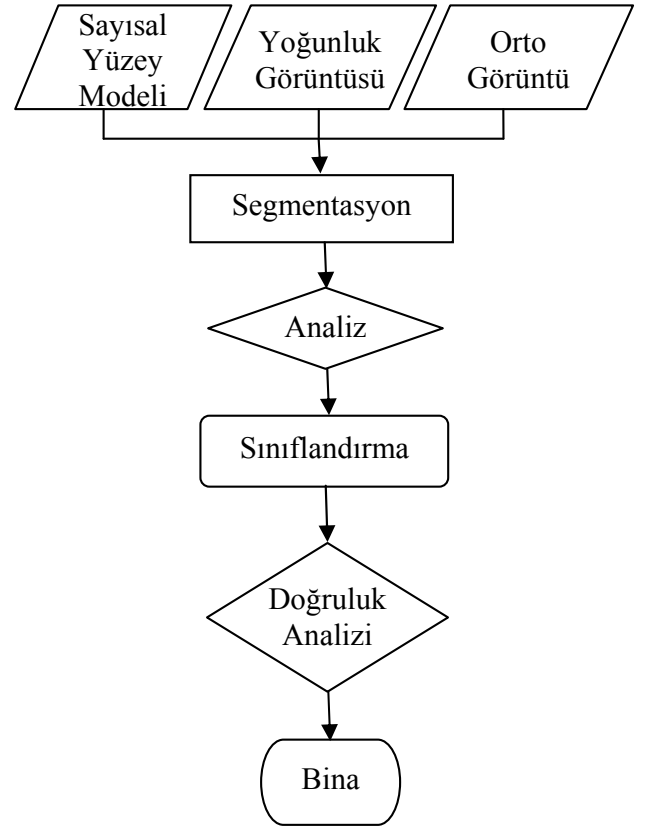 Sayısal
Yüzey
Modeli
Yoğunluk
Görüntüsü
Orto
Görüntü
Segmentasyon
Analiz
Sınıflandırma
Doğruluk
Analizi
Bina